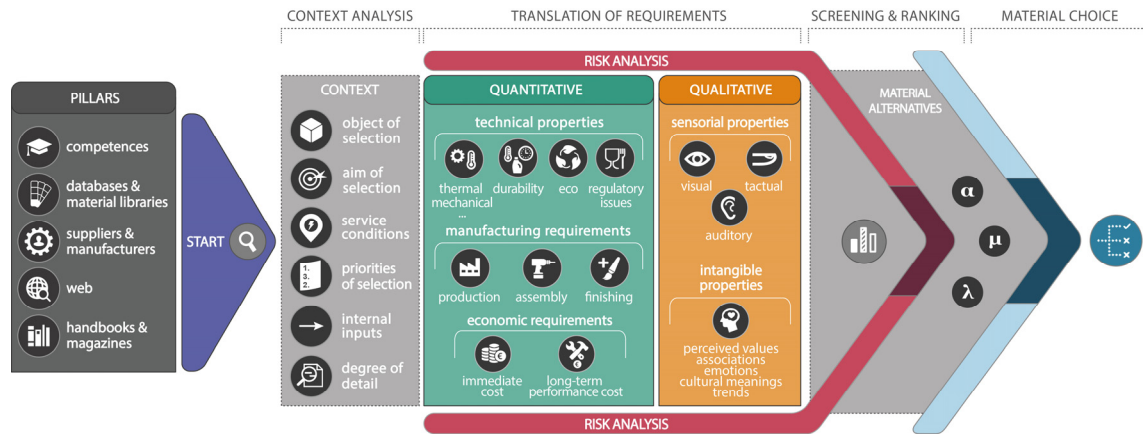 CONTEXT ANALYSIS
TRANSLATION OF REQUIREMENTS
SCREENING & RANKING
MATERIAL CHOICE
RISK ANALYSIS
PILLARS
competences
databases &
material libraries
suppliers &
manufacturers
web
handbooks &
magazines
START
CONTEXT
object of
selection
aim of
selection
service
conditions
1.
3.
2.
priorities
of selection
internal
inputs
degree of
detail
QUANTITATIVE
technical properties
thermal
mechanical
...
durability
eco
regulatory
issues
manufacturing requirements
production
assembly
finishing
economic requirements
immediate
cost
long-term
performance cost
QUALITATIVE
sensorial properties
visual
tactual
auditory
intangible
properties
perceived values
associations
emotions
cultural meanings
trends
MATERIAL
ALTERNATIVES
α
μ
λ
RISK ANALYSIS